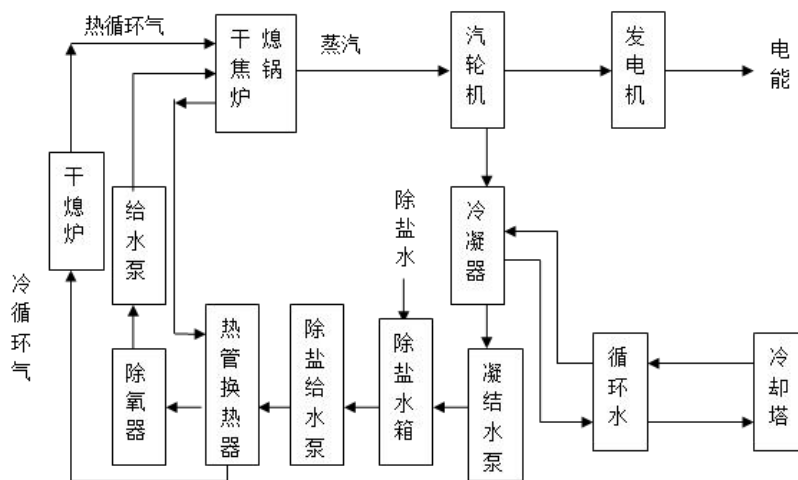 热循环气
干熄焦锅炉
蒸汽
汽轮机
发电机
电能
干熄炉
给水泵
除盐水
冷凝器
冷循环气
热管换热器
除盐给水泵
除盐水箱
循环水
冷却塔
除氧器
凝结水泵